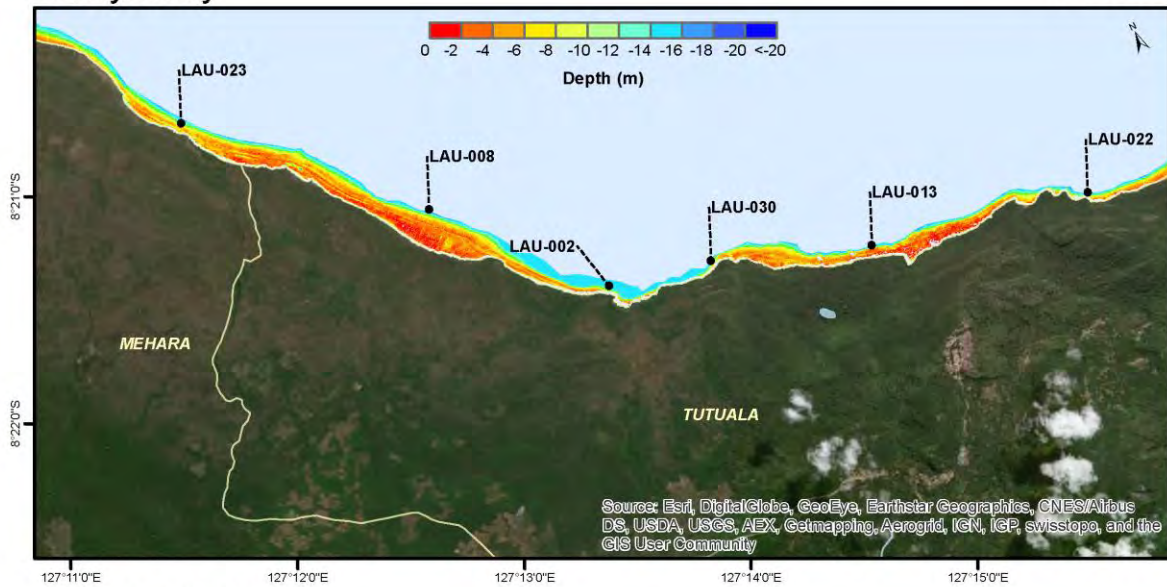 0 -2 -4 -6 -8 -10 -12 -14 -16 -18 -20 <-20
Depth (m)
N
LAU-023
LAU-008
LAU-022
LAU-013
LAU-030
LAU-002
8°21'0"S
MEHARA
TUTUALA
8°22'0"S
Source: Esri, DigitalGlobe, GeoEye, Earthstar Geographics, CNES/Airbus
DS, USDA, USGS, AEX, Getmapping, Aerogrid, IGN, IGP, swisstopo, and the
GIS User Community
127°11'0"E 127°12'0"E 127°13'0"E 127°14'0"E 127°15'0"E